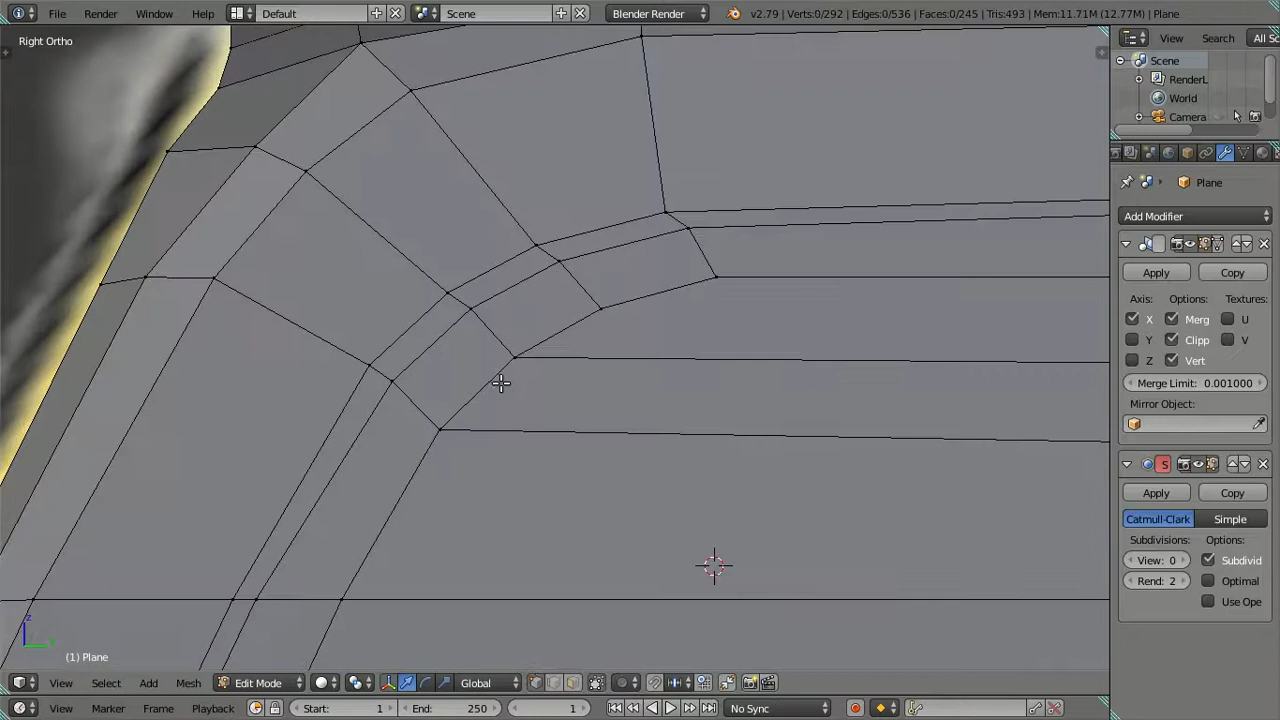 File Render Window Help Default Scene Blender Render v2.79 | Verts:0/292 | Edges:0/536 | Faces:0/245 | Tris:493 | Mem:11.71M (12.77M) | Plane
Right Ortho
View Search All Sc
Scene
RenderL
World
Camera
Plane
Add Modifier
Apply Copy
Axis: Options: Textures:
X Merg U
Y Clipp V
Z Vert
Merge Limit: 0.001000
Mirror Object:
S
Apply Copy
Catmull-Clark Simple
Subdivisions: Options:
View: 0 Subdivid
Rend: 2 Optimal
Use Ope
z
y
(1) Plane
View Select Add Mesh Edit Mode Global
View Marker Frame Playback Start: 1 End: 250 1 No Sync